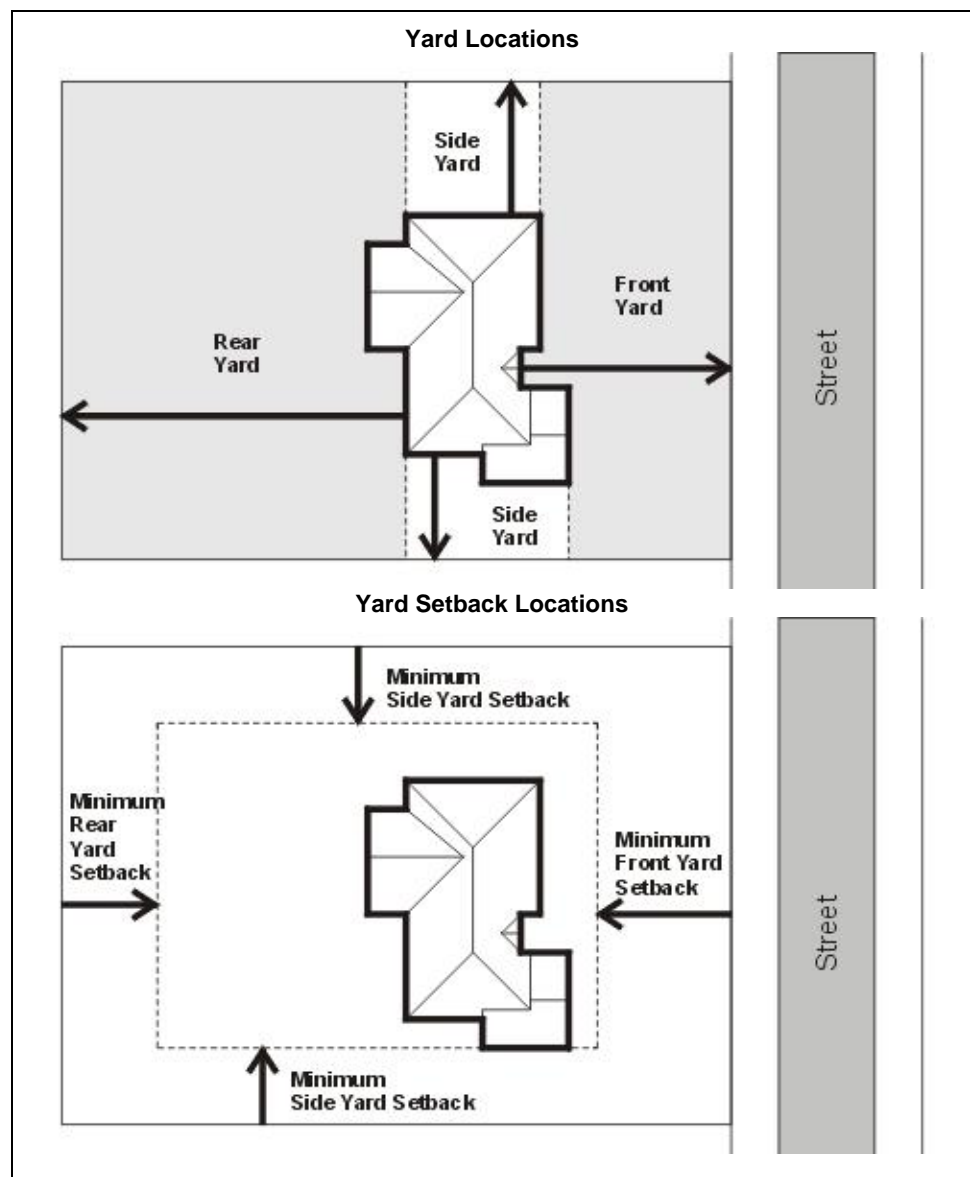 Yard Locations
Side
Yard
Front
Yard
Rear
Yard
Street
Side
Yard
Yard Setback Locations
Minimum
Side Yard Setback
Minimum
Rear
Yard
Setback
Minimum
Front Yard
Setback
Street
Minimum
Side Yard Setback